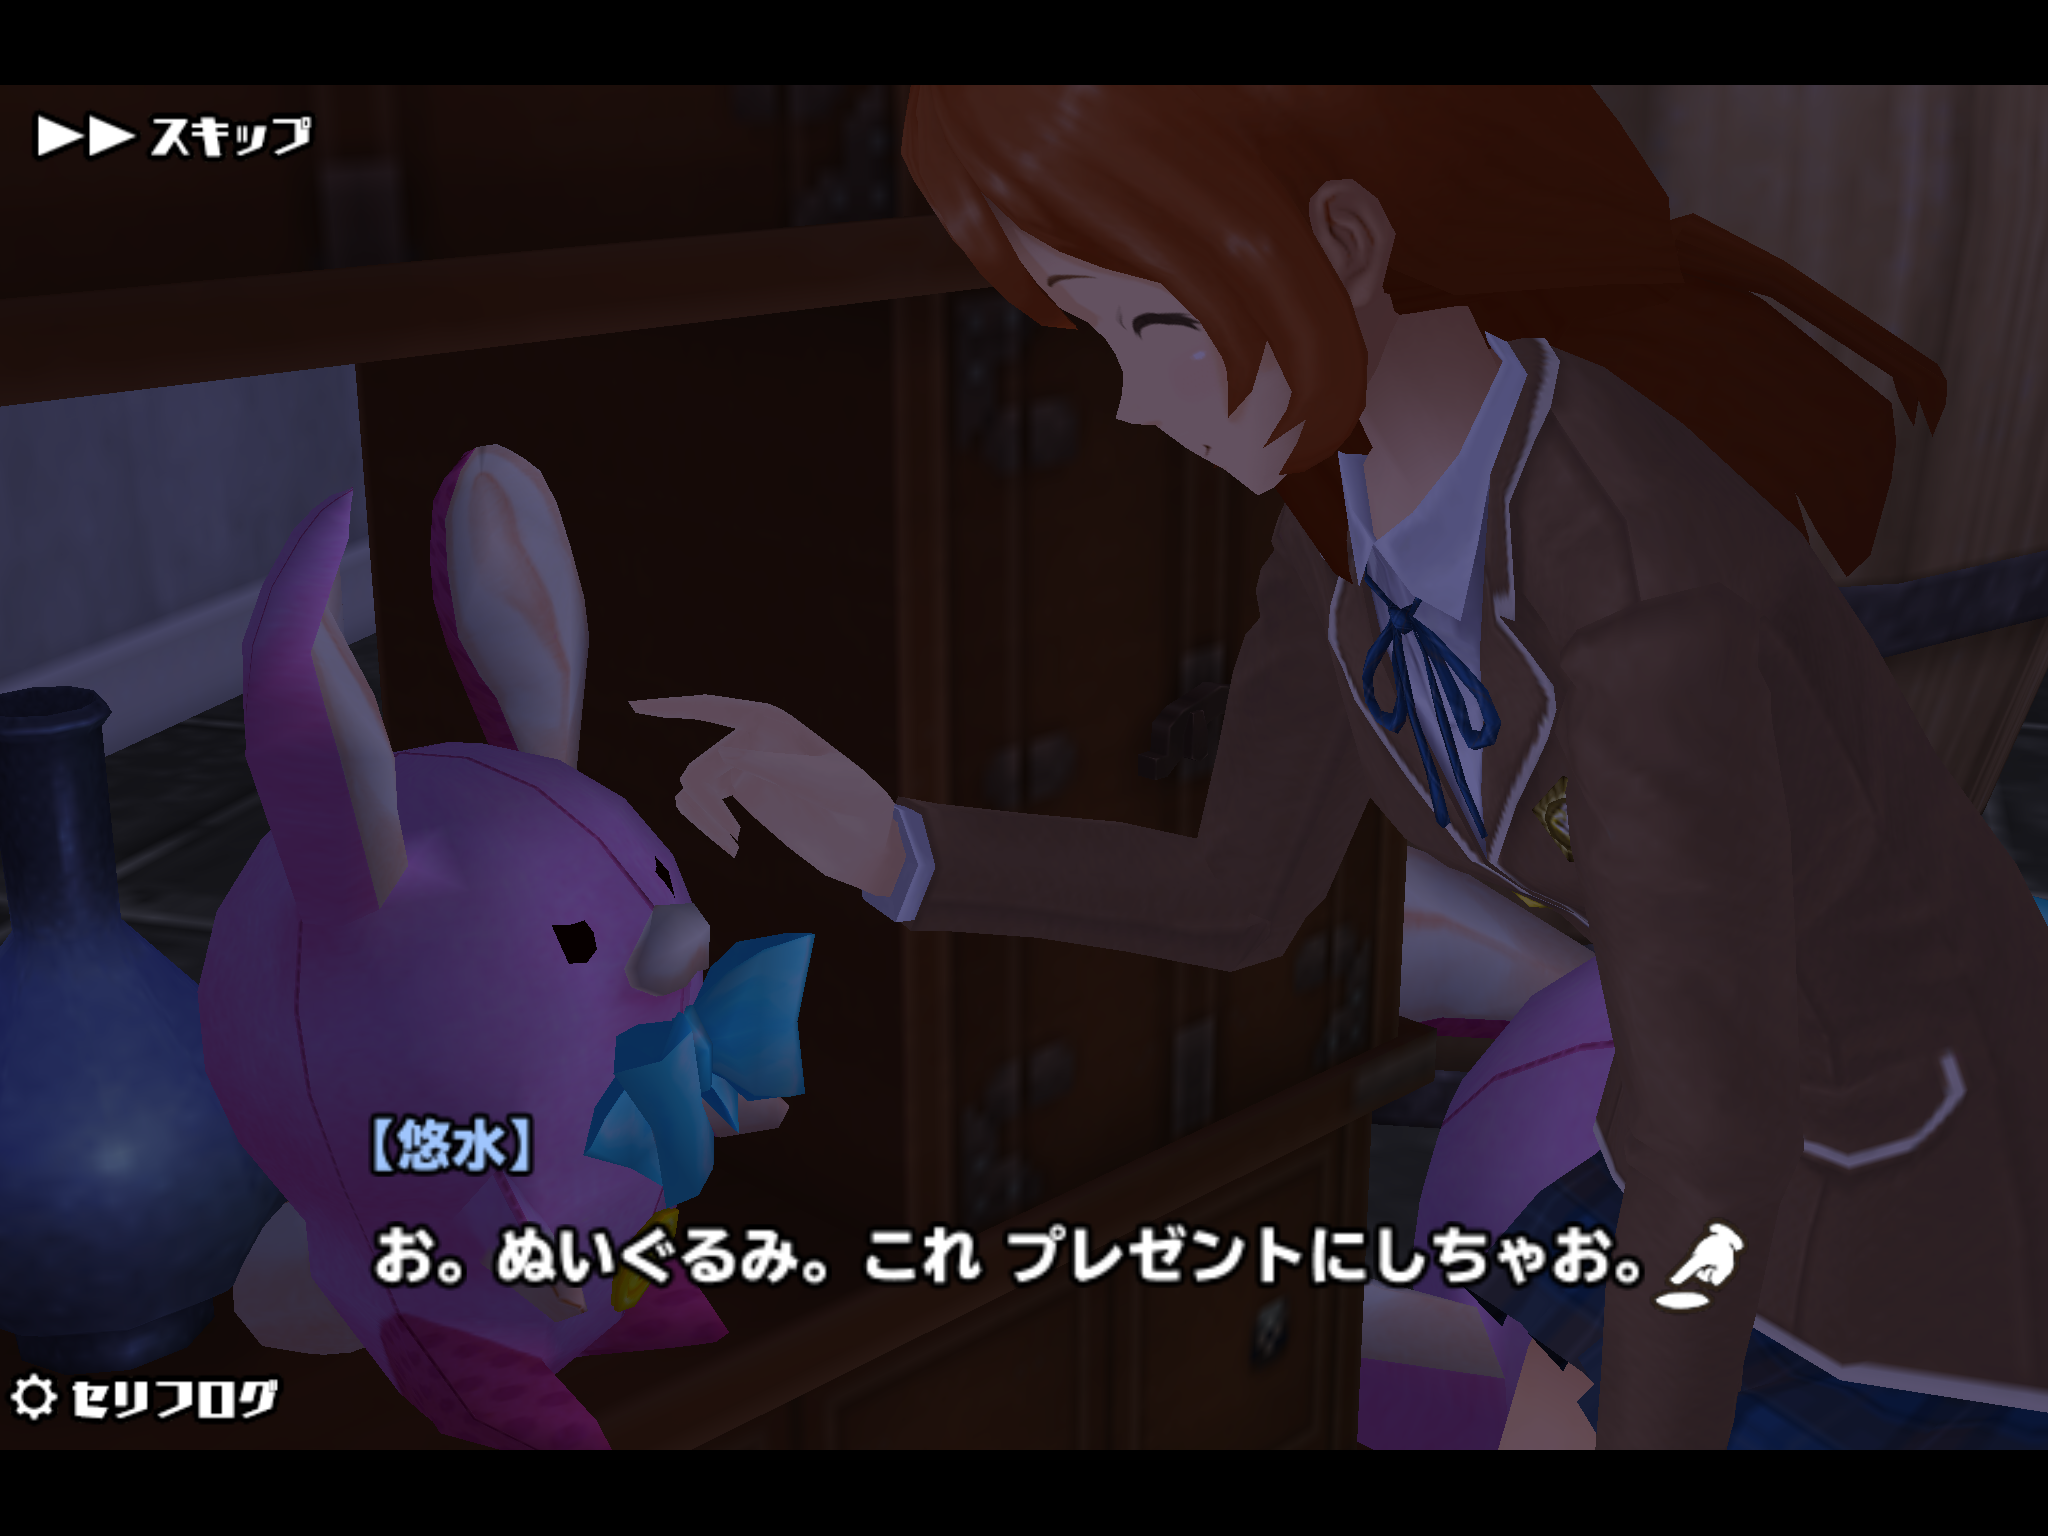 スキップ
【悠水】
お。ぬいぐるみ。これ プレゼントにしちゃお。
セリフログ